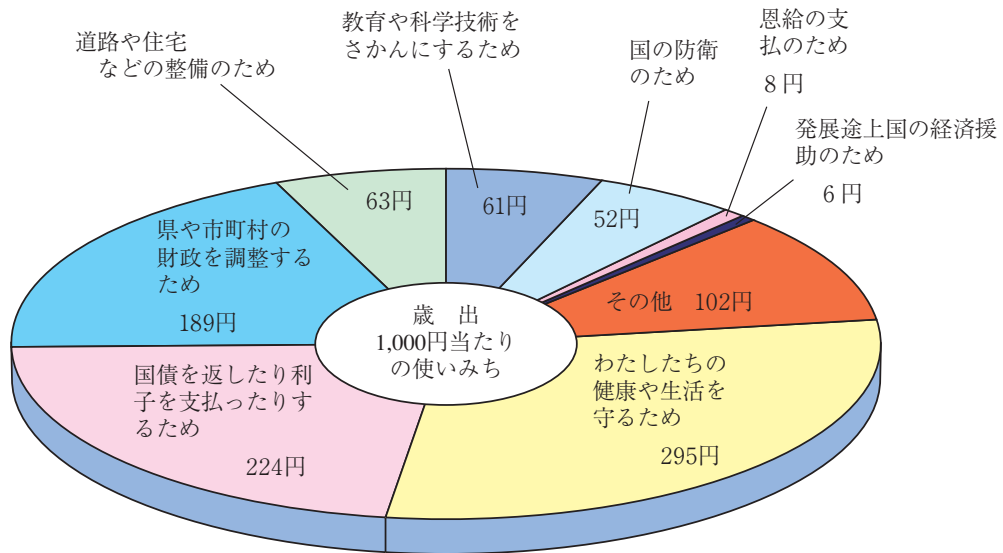 道路や住宅
などの整備のため
教育や科学技術を
さかんにするため
国の防衛
のため
恩給の支
払のため
8円
発展途上国の経済援
助のため
6円
63円
61円
52円
県や市町村の
財政を調整する
ため
189円
その他 102円
歳 出
1,000円当たり
の使いみち
国債を返したり利
子を支払ったりす
るため
224円
わたしたちの
健康や生活を
守るため
295円